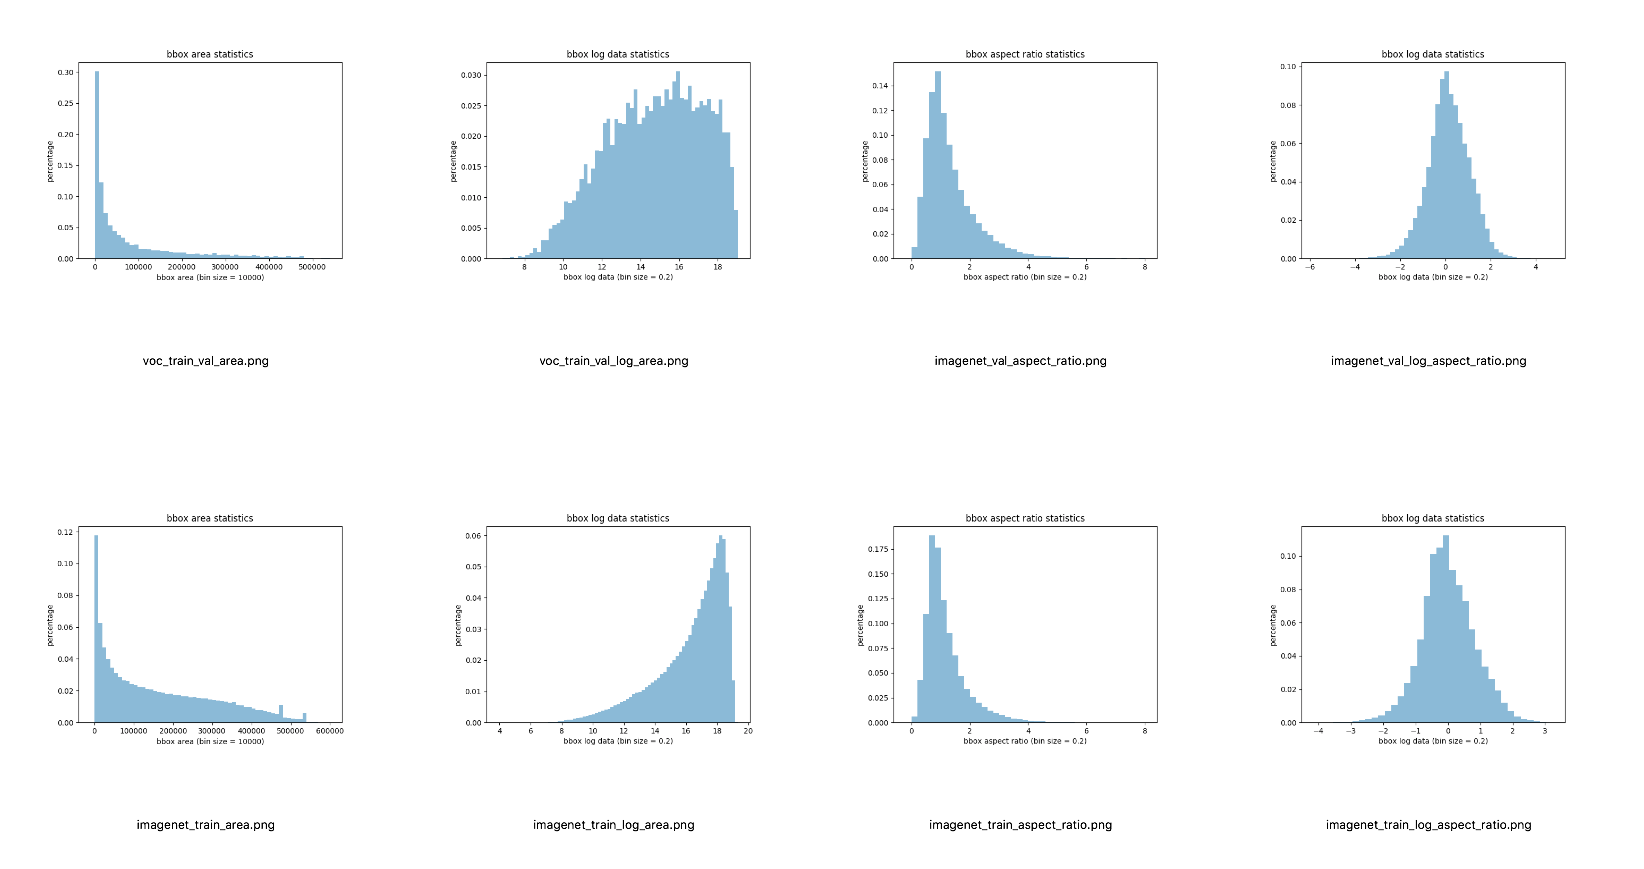 bbox area statistics
percentage
0.30
0.25
0.20
0.15
0.10
0.05
0.00
0 100000 200000 300000 400000 500000
bbox area (bin size = 10000)
voc_train_val_area.png
bbox log data statistics
percentage
0.030
0.025
0.020
0.015
0.010
0.005
0.000
8 10 12 14 16 18
bbox log data (bin size = 0.2)
voc_train_val_log_area.png
bbox aspect ratio statistics
percentage
0.14
0.12
0.10
0.08
0.06
0.04
0.02
0.00
0 2 4 6 8
bbox aspect ratio (bin size = 0.2)
imagenet_val_aspect_ratio.png
bbox log data statistics
percentage
0.10
0.08
0.06
0.04
0.02
0.00
−6 −4 −2 0 2 4
bbox log data (bin size = 0.2)
imagenet_val_log_aspect_ratio.png
bbox area statistics
percentage
0.12
0.10
0.08
0.06
0.04
0.02
0.00
0 100000 200000 300000 400000 500000 600000
bbox area (bin size = 10000)
imagenet_train_area.png
bbox log data statistics
percentage
0.06
0.05
0.04
0.03
0.02
0.01
0.00
4 6 8 10 12 14 16 18 20
bbox log data (bin size = 0.2)
imagenet_train_log_area.png
bbox aspect ratio statistics
percentage
0.175
0.150
0.125
0.100
0.075
0.050
0.025
0.000
0 2 4 6 8
bbox aspect ratio (bin size = 0.2)
imagenet_train_aspect_ratio.png
bbox log data statistics
percentage
0.10
0.08
0.06
0.04
0.02
0.00
−4 −3 −2 −1 0 1 2 3
bbox log data (bin size = 0.2)
imagenet_train_log_aspect_ratio.png